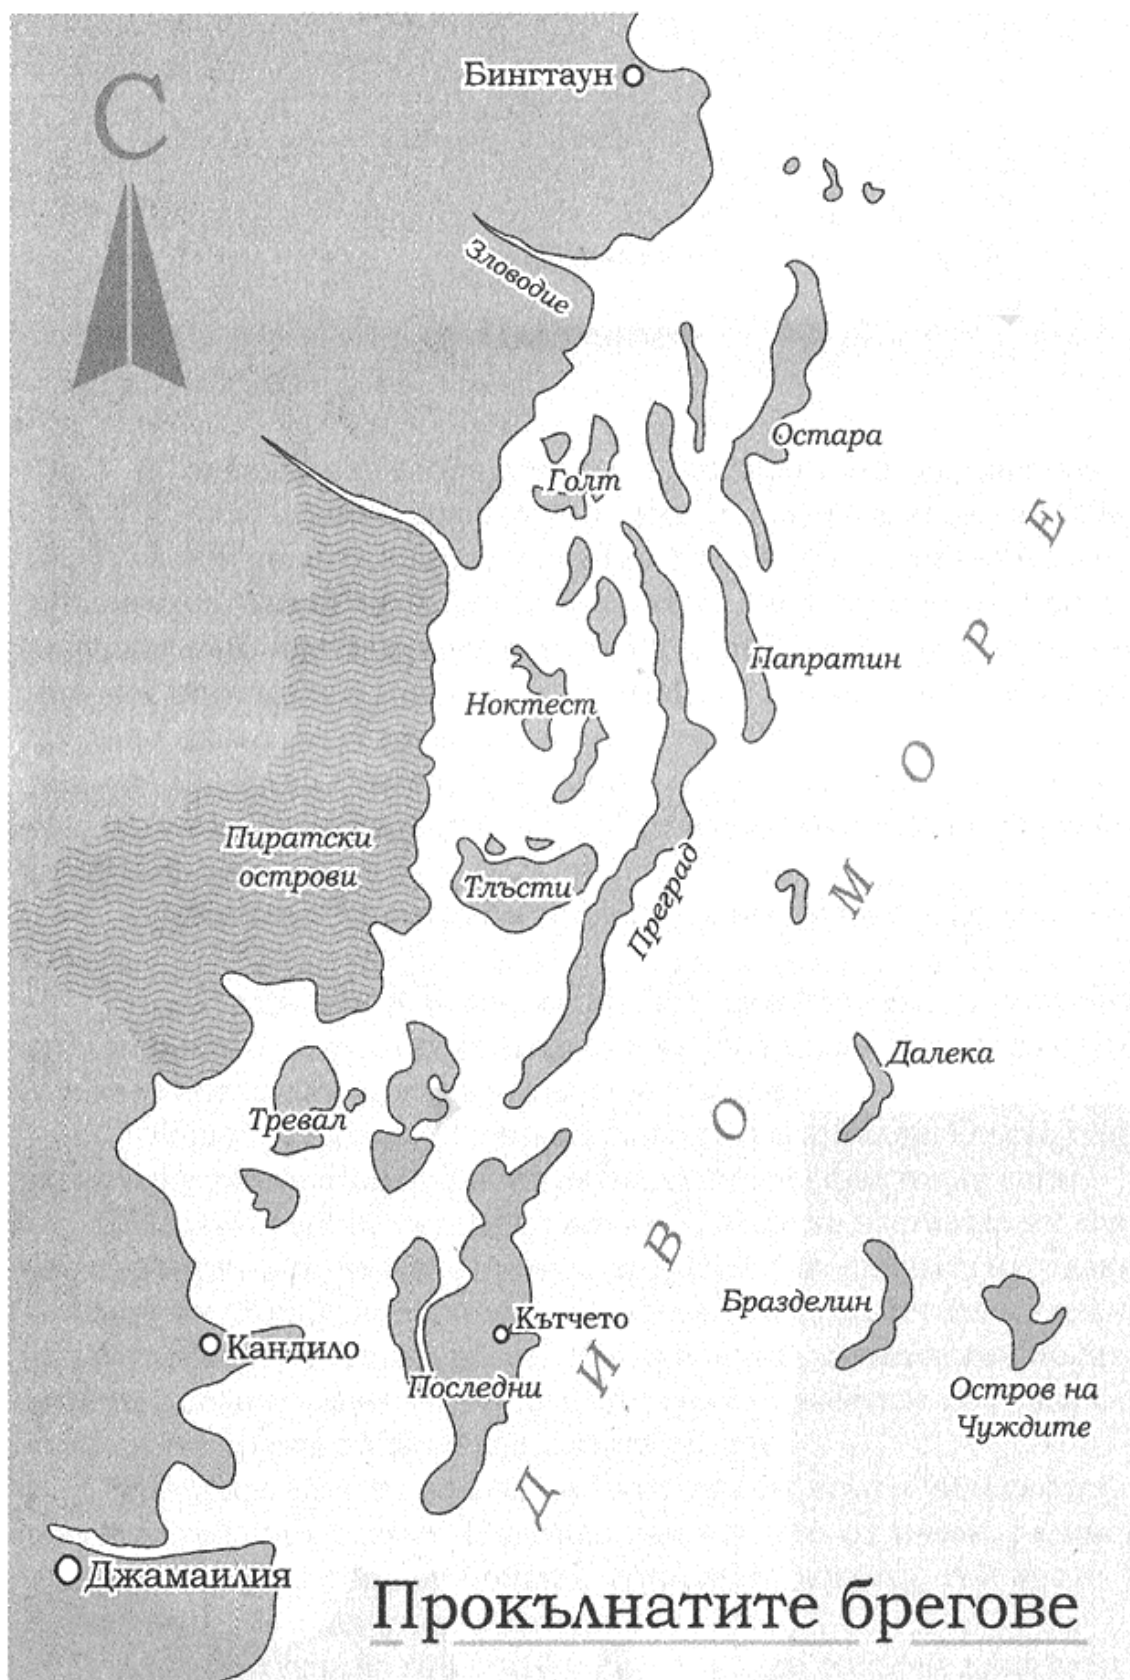 Бингтаун
С
Зловодие
Остара
Голт
Папратин
Ноктест
Пиратски
острови
Тлъсти
Преград
Далека
Тревал
Бразделин
Кътчето
Кандило
Последни
Остров на
Чуждите
ДИВО МОРЕ
Джамаилия
Прокълнатите брегове